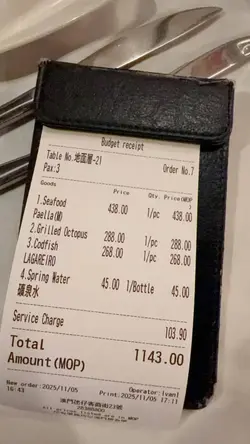 Budget receipt
Table No.地面層-21
Order No.7
Pax:3
Goods Price Qty. Price(MOP)
1.Seafood 438.00 1/pc 438.00
Paella(M)
2.Grilled Octopus 288.00 1/pc 288.00
3.Codfish 268.00 1/pc 268.00
LAGAREIRO
4.Spring Water 45.00 1/Bottle 45.00
礦泉水
Service Charge 103.90
Total
Amount(MOP) 1143.00
Operator:[van]
New order:2025/11/05 Print:2025/11/05 17:11
16:43